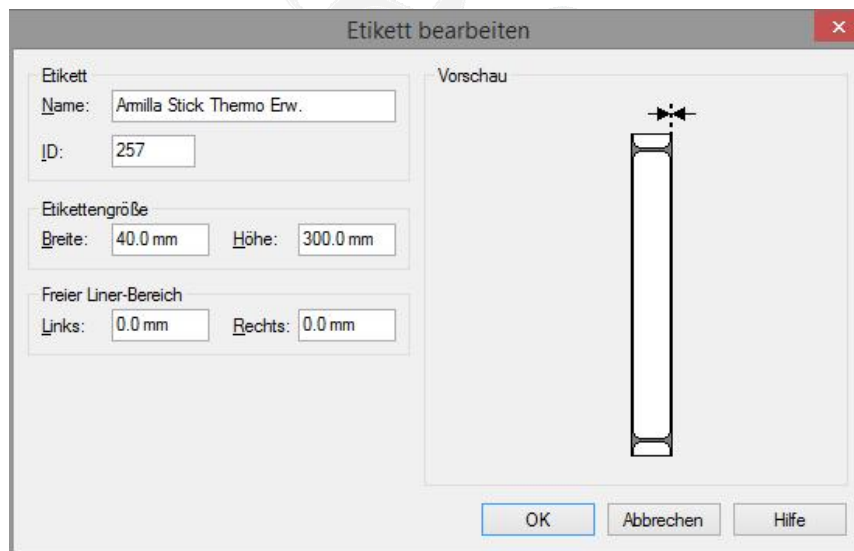 Etikett bearbeiten
Etikett
Name: Amilla Stick Thermo Erw.
ID: 257
Etikettengröße
Breite: 40.0 mm Höhe: 300.0 mm
Freier Liner-Bereich
Links: 0.0 mm Rechts: 0.0 mm
Vorschau
OK Abbrechen Hilfe